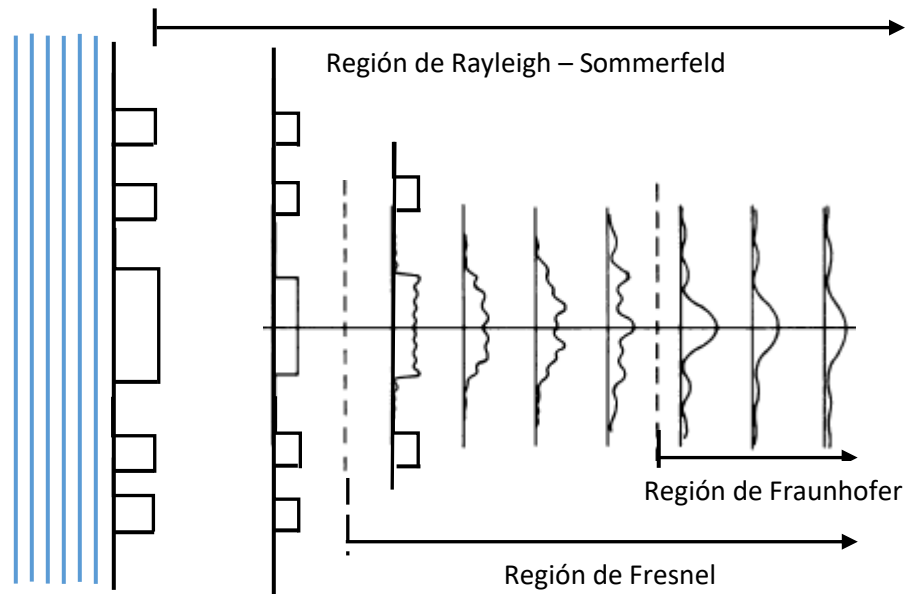 Región de Rayleigh – Sommerfeld
Región de Fraunhofer
Región de Fresnel